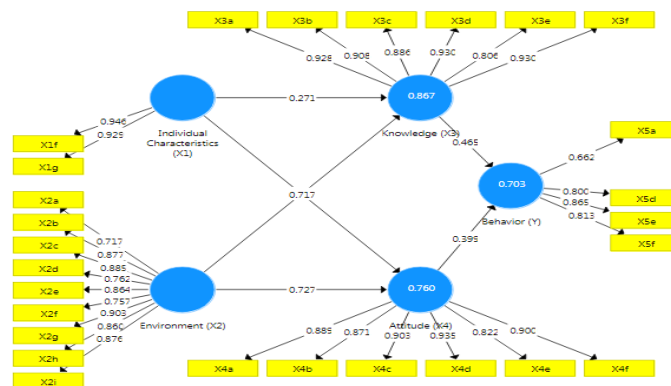 X3a
X3b
X3c
X3d
X3e
X3f
0.928
0.908
0.886
0.930
0.806
0.930
0.867
Knowledge (X3)
0.271
0.946
0.925
X1f
X1g
Individual
Characteristics
(X1)
0.465
X5a
0.662
0.703
Behavior (Y)
0.800
0.865
0.813
X5d
X5e
X5f
0.717
0.399
X2a
X2b
X2c
X2d
X2e
X2f
X2g
X2h
X2i
0.717
0.877
0.885
0.762
0.864
0.757
0.903
0.860
0.876
Environment (X2)
0.727
0.760
Attitude (X4)
0.885
0.871
0.903
0.935
0.822
0.900
X4a
X4b
X4c
X4d
X4e
X4f